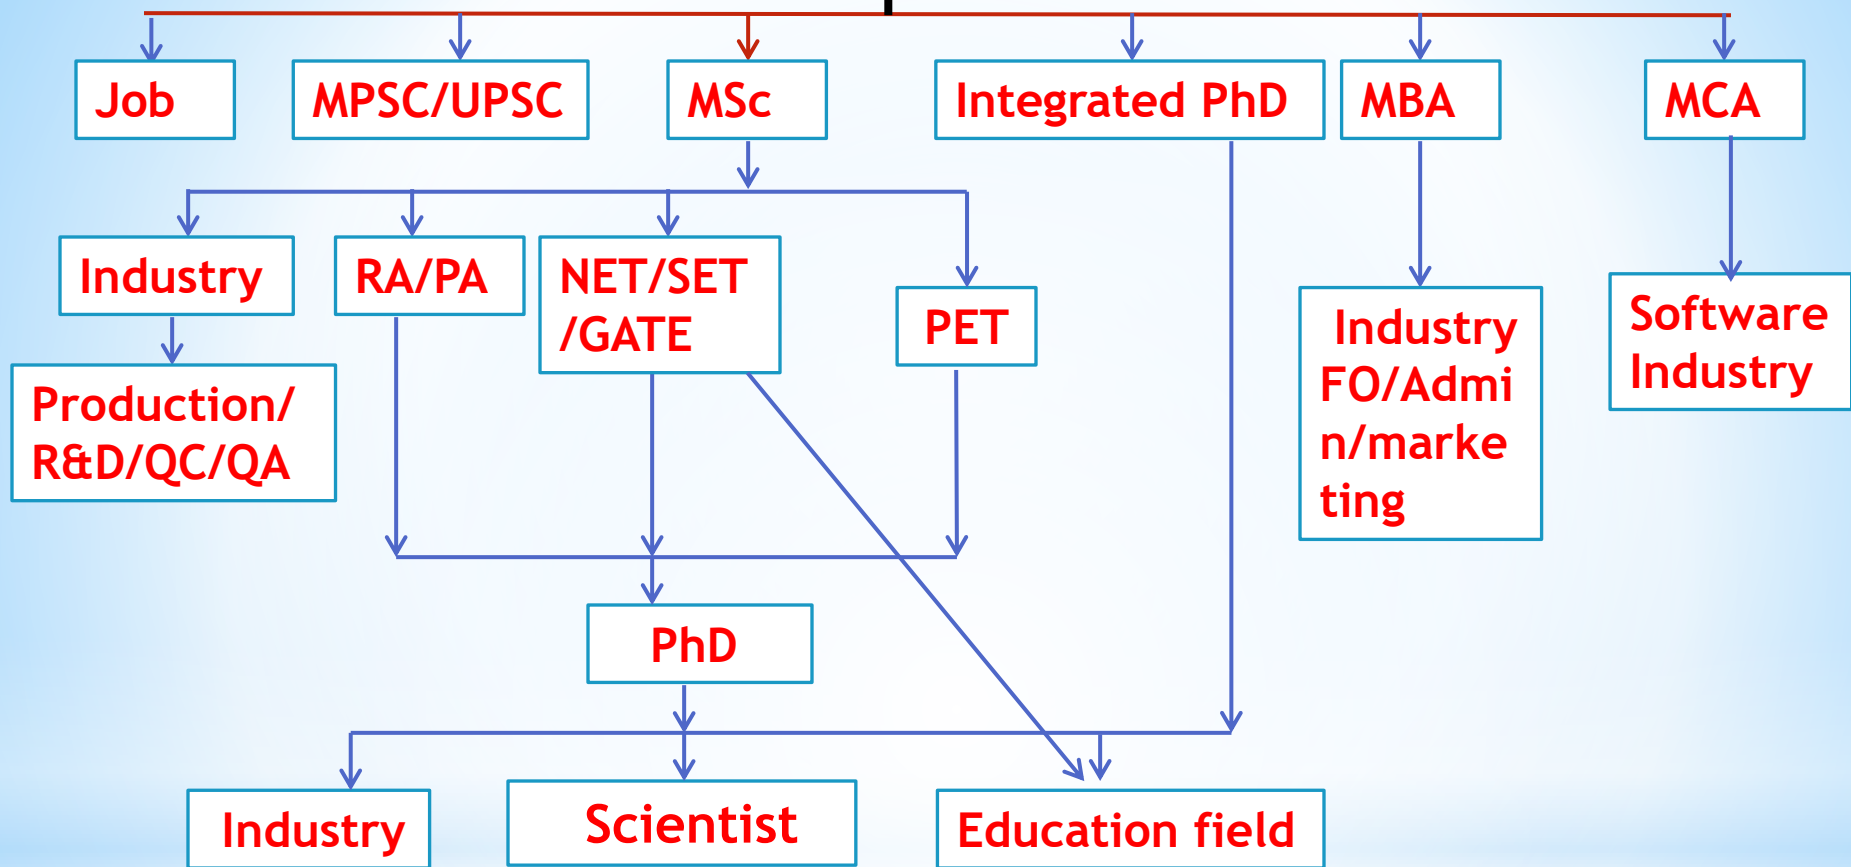 Job
MPSC/UPSC
MSc
Integrated PhD
MBA
MCA
Industry
RA/PA
NET/SET
/GATE
PET
Industry
FO/Admi
n/marke
ting
Software
Industry
Production/
R&D/QC/QA
PhD
Industry
Scientist
Education field